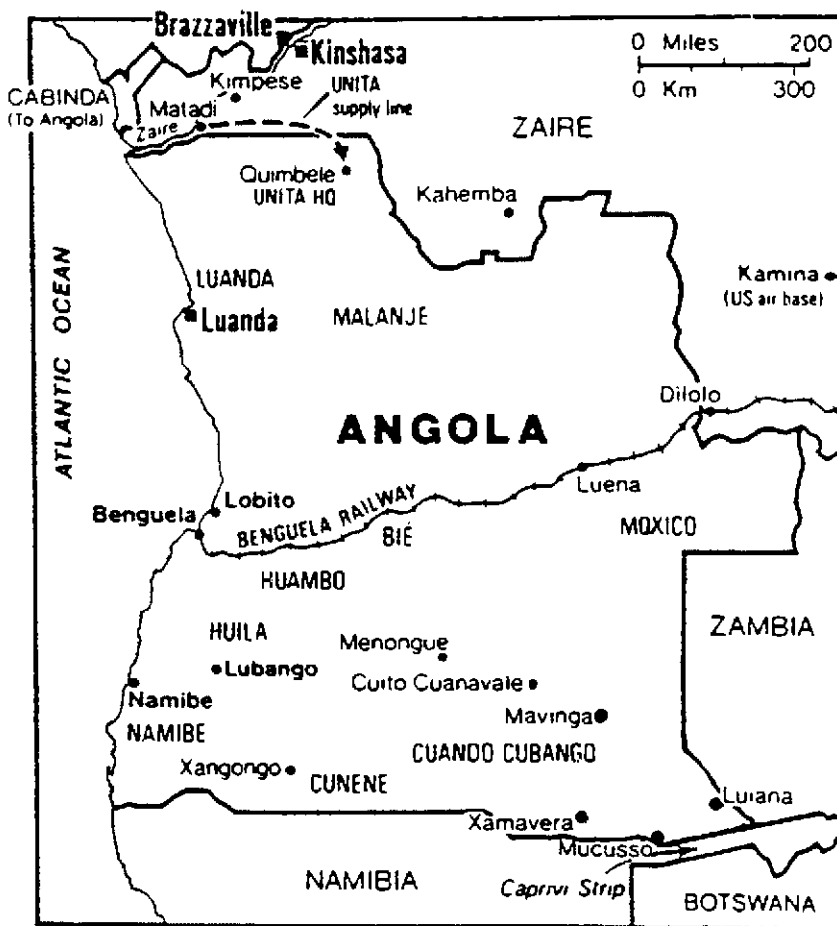 Brazzaville
Kinshasa
0 Miles 200
0 Km 300
Kimpese
UNITA
supply line
CABINDA
(To Angola)
Matadi
Zaire
ZAIRE
Quimbele
UNITA HQ
Kahemba
LUANDA
Kamina
(US air base)
Luanda
MALANJE
ATLANTIC OCEAN
Dilolo
ANGOLA
Luena
Lobito
Benguela
BENGUELA RAILWAY
BIÉ
MOXICO
HUAMBO
HUILA
ZAMBIA
Menongue
Lubango
Cuito Cuanavale
Namibe
Mavinga
NAMIBE
CUANDO CUBANGO
Xangongo
CUNENE
Luiana
Xamavera
Mucusso
NAMIBIA
Caprivi Strip
BOTSWANA